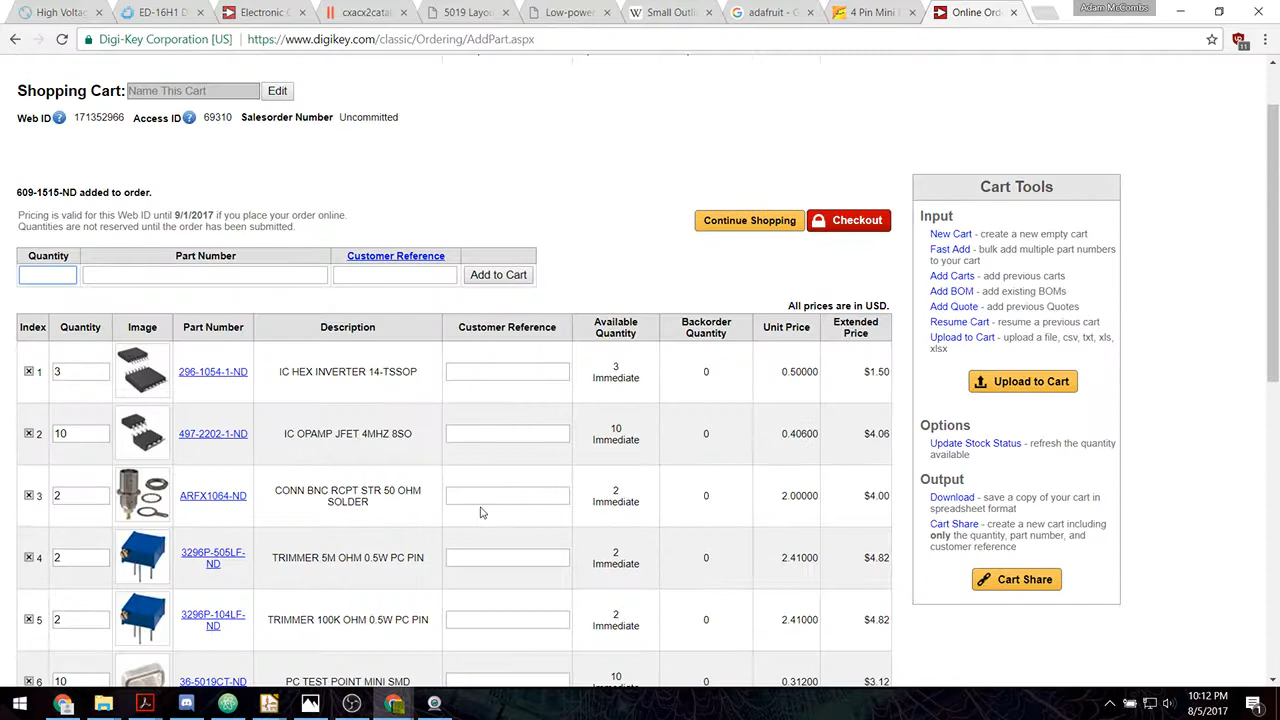 High Voltag
ED-16H1 D
Electronic C
cxacx2catal
5019 Layou
Low-power
Small Outli
adafruit - G
4 Pin Mini
Online Ord
Adam McCombs
Digi-Key Corporation [US]
https://www.digikey.com/classic/Ordering/AddPart.aspx
11
Shopping Cart:
Name This Cart
Edit
Web ID ? 171352966 Access ID ? 69310 Salesorder Number Uncommitted
609-1515-ND added to order.
Pricing is valid for this Web ID until 9/1/2017 if you place your order online.
Quantities are not reserved until the order has been submitted.
Continue Shopping
Checkout
Quantity Part Number Customer Reference
Add to Cart
All prices are in USD.
Index Quantity Image Part Number Description Customer Reference Available Quantity Backorder Quantity Unit Price Extended Price
1 3 296-1054-1-ND IC HEX INVERTER 14-TSSOP 3 Immediate 0 0.50000 $1.50
2 10 497-2202-1-ND IC OPAMP JFET 4MHZ 8SO 10 Immediate 0 0.40600 $4.06
3 2 ARFX1064-ND CONN BNC RCPT STR 50 OHM SOLDER 2 Immediate 0 2.00000 $4.00
4 2 3296P-505LF-ND TRIMMER 5M OHM 0.5W PC PIN 2 Immediate 0 2.41000 $4.82
5 2 3296P-104LF-ND TRIMMER 100K OHM 0.5W PC PIN 2 Immediate 0 2.41000 $4.82
6 10 36-5019CT-ND PC TEST POINT MINI SMD 10 Immediate 0 0.31200 $3.12
Cart Tools
Input
New Cart - create a new empty cart
Fast Add - bulk add multiple part numbers
to your cart
Add Carts - add previous carts
Add BOM - add existing BOMs
Add Quote - add previous Quotes
Resume Cart - resume a previous cart
Upload to Cart - upload a file, csv, txt, xls,
xlsx
Upload to Cart
Options
Update Stock Status - refresh the quantity
available
Output
Download - save a copy of your cart in
spreadsheet format
Cart Share - create a new cart including
only the quantity, part number, and
customer reference
Cart Share
10:12 PM
8/5/2017
1